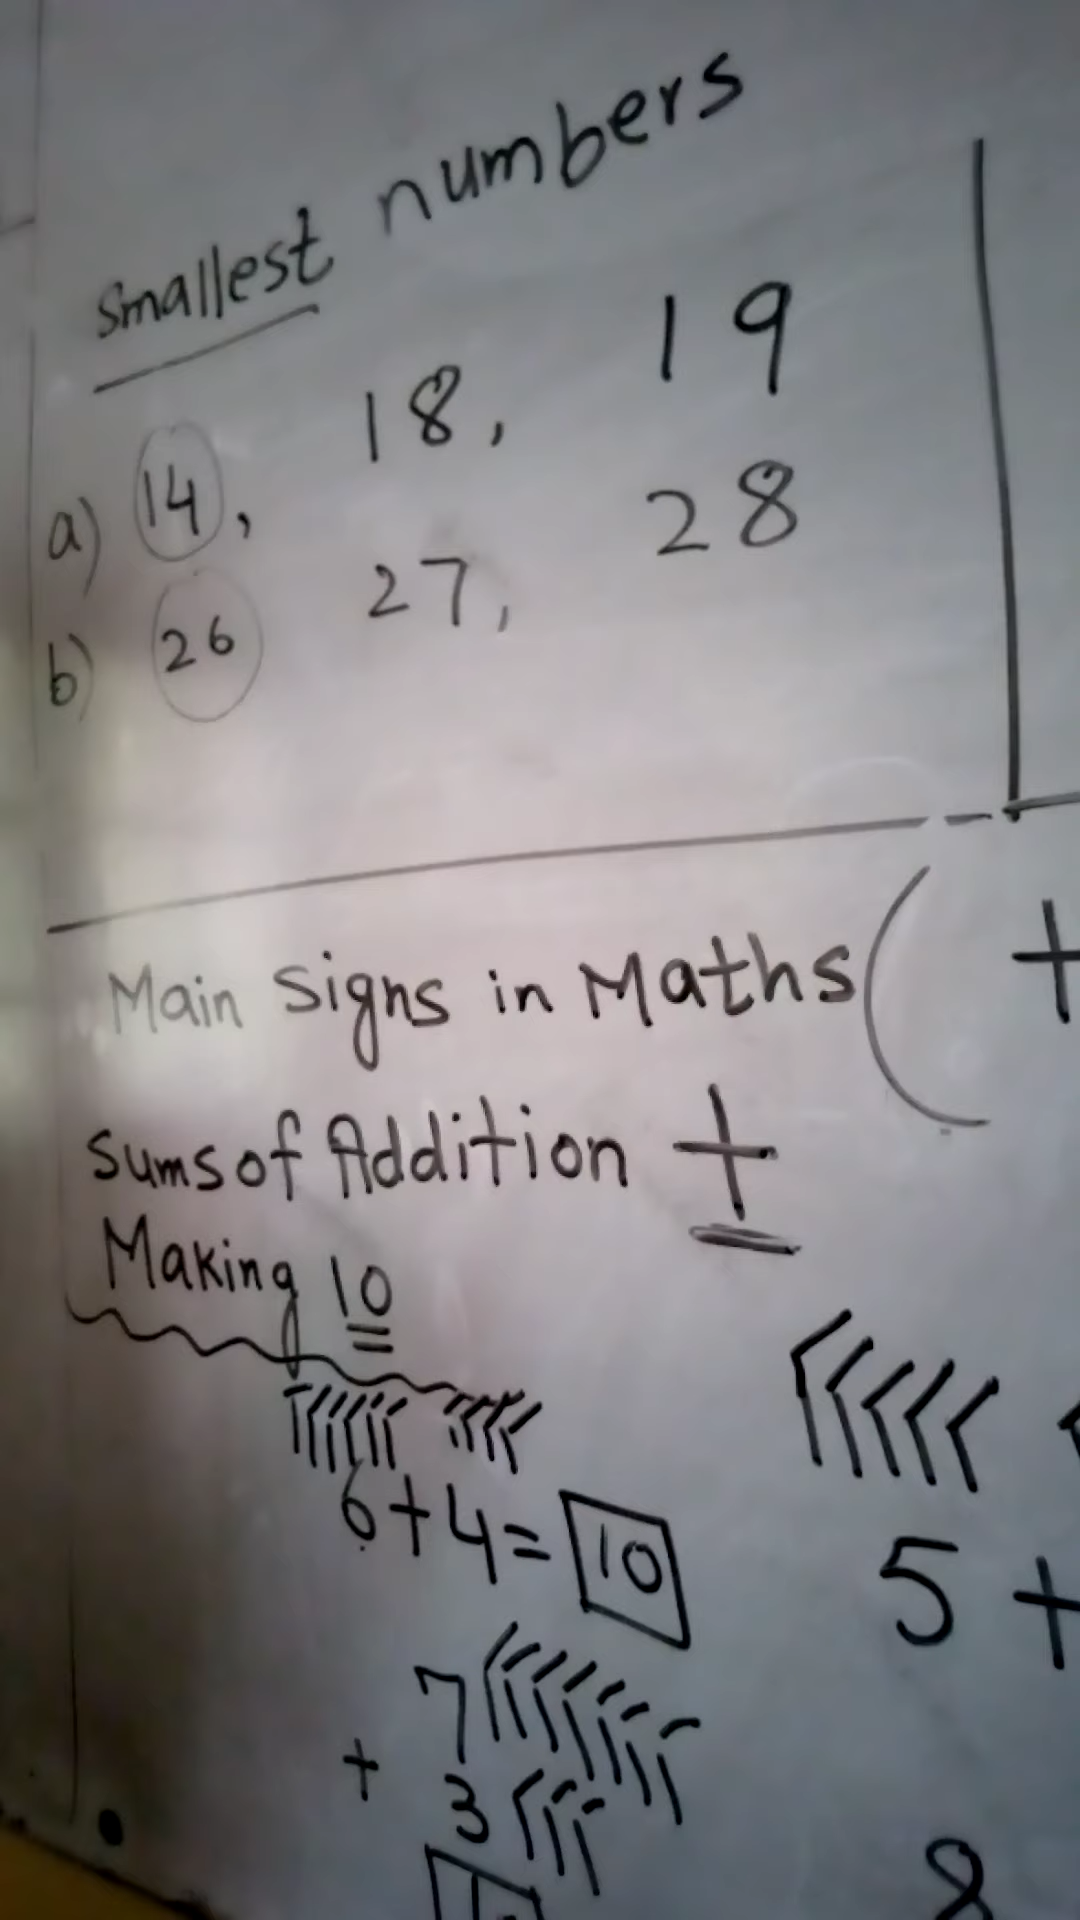 Smallest numbers
a) 14, 18, 19
b) 26 27, 28
Main Signs in Maths ( +
Sums of Addition +
Making 10
6+4=10
5 +
7
+ 3
8